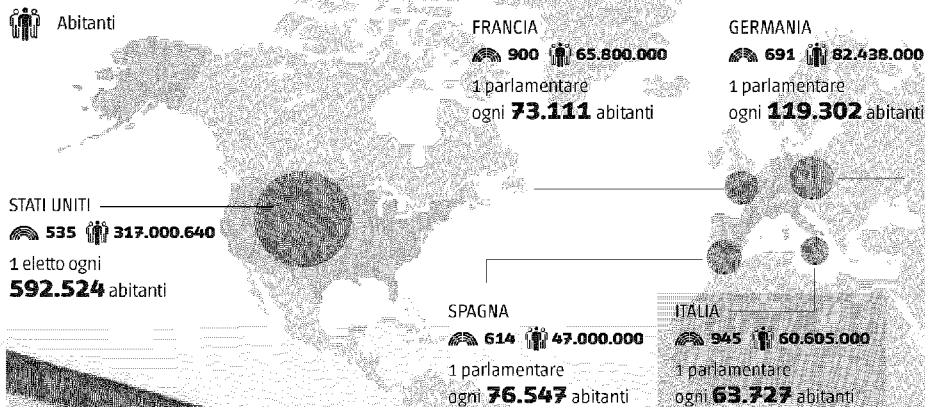 Abitanti
FRANCIA
900 65.800.000
1 parlamentare
ogni 73.111 abitanti
GERMANIA
691 82.438.000
1 parlamentare
ogni 119.302 abitanti
STATI UNITI
535 317.000.640
1 eletto ogni
592.524 abitanti
SPAGNA
614 47.000.000
1 parlamentare
ogni 76.547 abitanti
ITALIA
945 60.605.000
1 parlamentare
ogni 63.727 abitanti